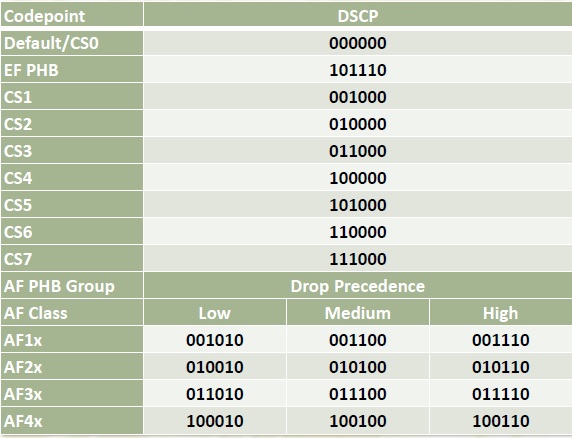 Codepoint DSCP
Default/CS0 000000
EF PHB 101110
CS1 001000
CS2 010000
CS3 011000
CS4 100000
CS5 101000
CS6 110000
CS7 111000
AF PHB Group Drop Precedence
AF Class Low Medium High
AF1x 001010 001100 001110
AF2x 010010 010100 010110
AF3x 011010 011100 011110
AF4x 100010 100100 100110